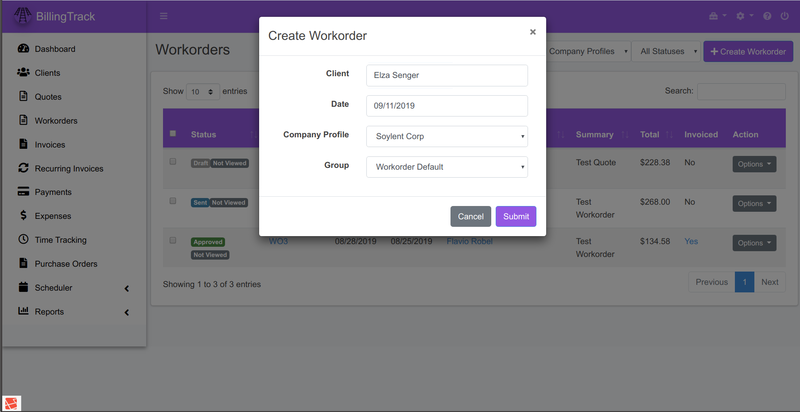 BillingTrack
Dashboard
Clients
Quotes
Workorders
Invoices
Recurring Invoices
Payments
Expenses
Time Tracking
Purchase Orders
Scheduler
Reports
Workorders
Company Profiles
All Statuses
Create Workorder
Show 10 entries
Search:
Status Summary Total Invoiced Action
Draft Not Viewed Test Quote $228.38 No Options
Sent Not Viewed Test Workorder $268.00 No Options
Approved Not Viewed WO3 08/28/2019 08/25/2019 Flavio Robel Test Workorder $134.58 Yes Options
Showing 1 to 3 of 3 entries
Previous 1 Next
Create Workorder ×
Client Elza Senger
Date 09/11/2019
Company Profile Soylent Corp
Group Workorder Default
Cancel Submit